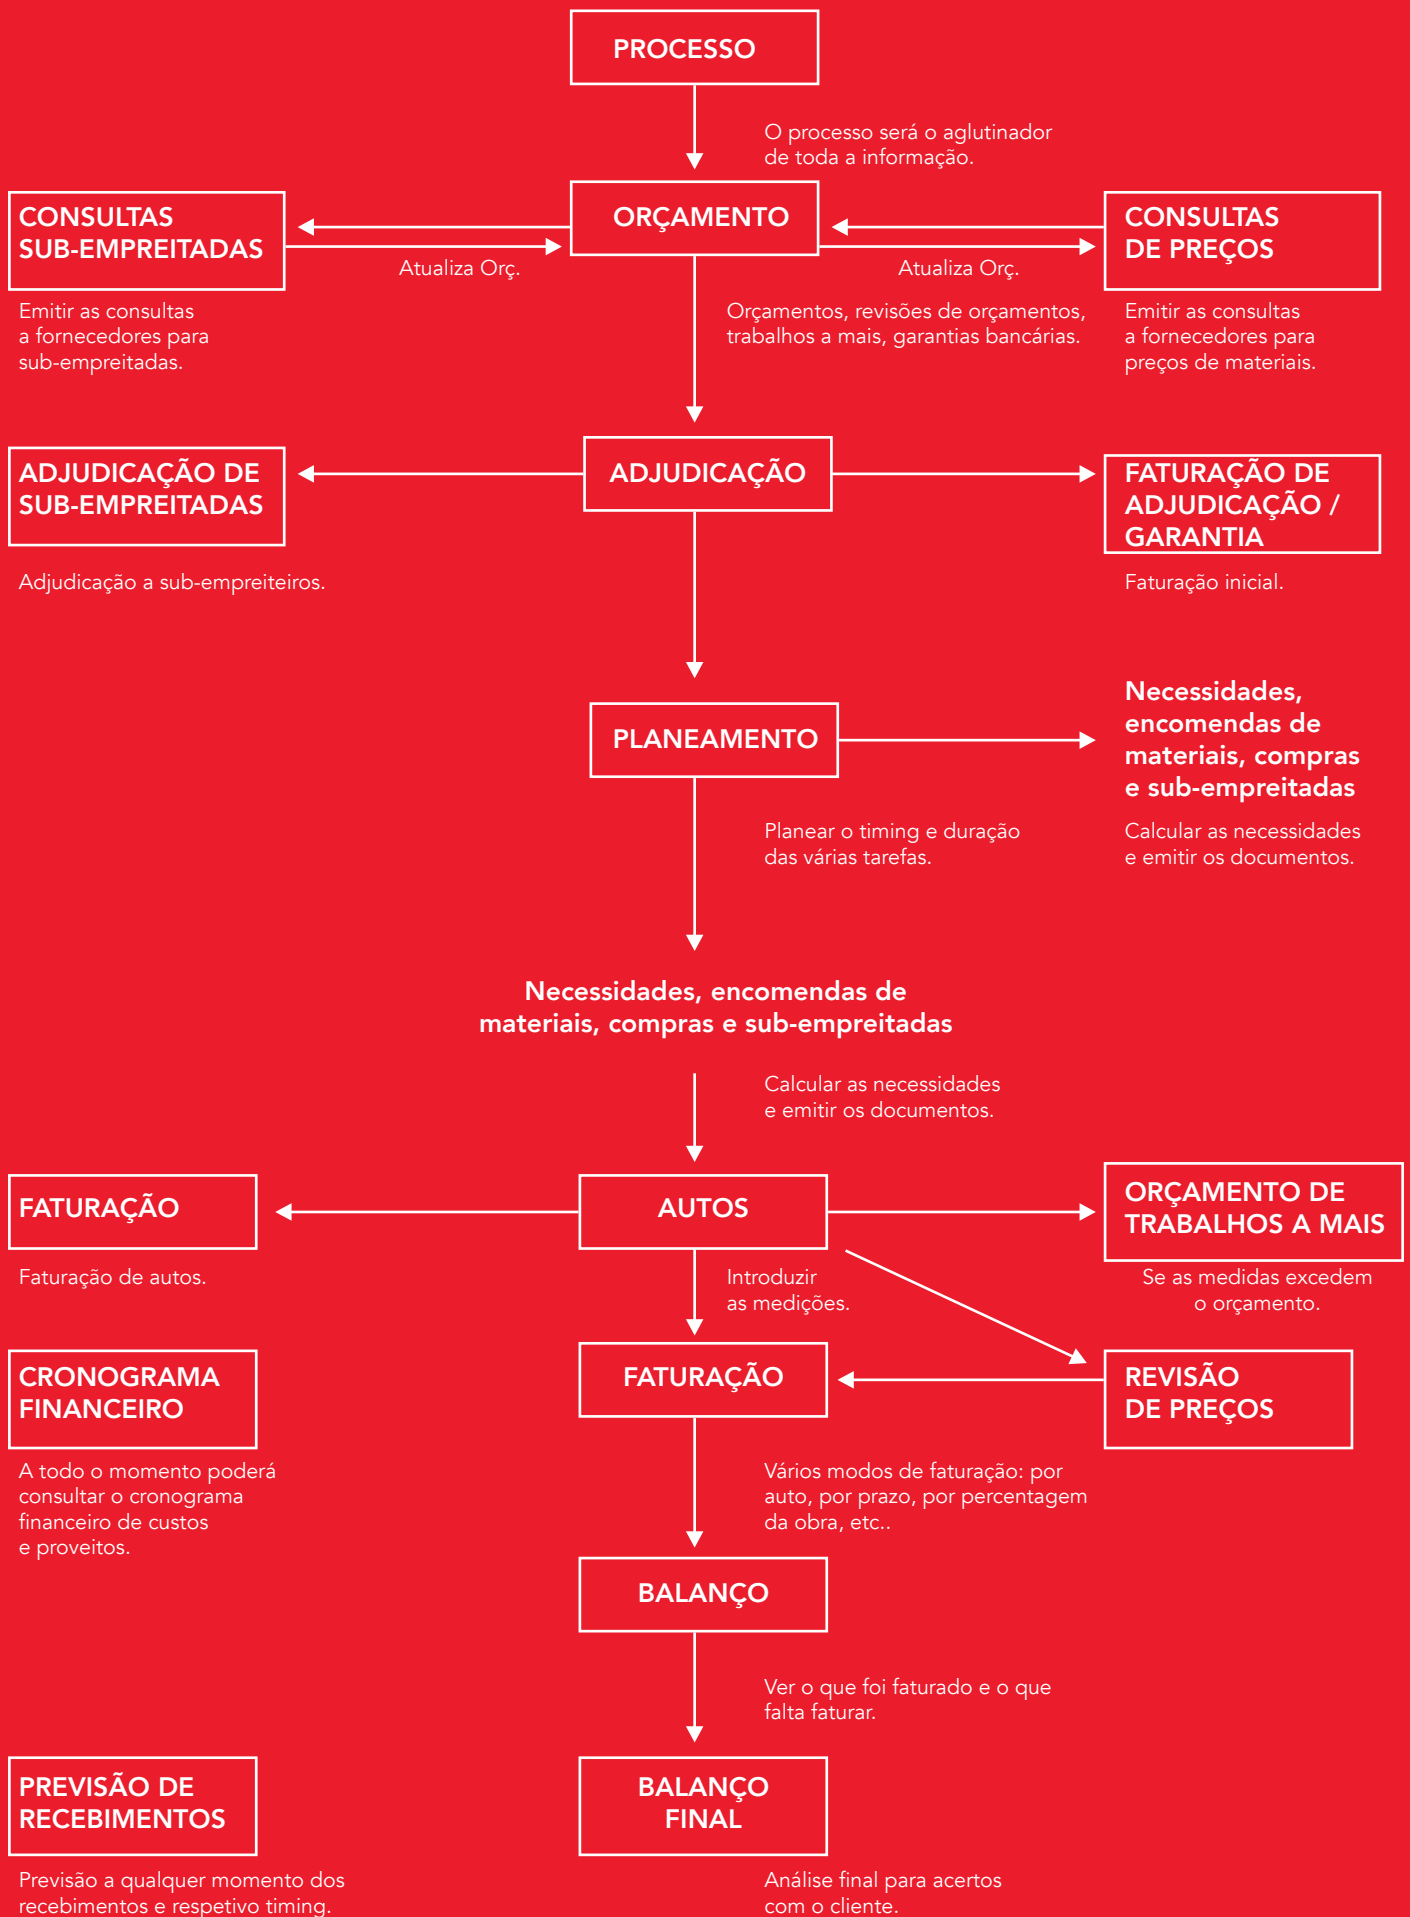 PROCESSO
O processo será o aglutinador
de toda a informação.
CONSULTAS
SUB-EMPREITADAS
Atualiza Orç.
ORÇAMENTO
Atualiza Orç.
CONSULTAS
DE PREÇOS
Emitir as consultas
a fornecedores para
sub-empreitadas.
Orçamentos, revisões de orçamentos,
trabalhos a mais, garantias bancárias.
Emitir as consultas
a fornecedores para
preços de materiais.
ADJUDICAÇÃO DE
SUB-EMPREITADAS
ADJUDICAÇÃO
FATURAÇÃO DE
ADJUDICAÇÃO /
GARANTIA
Adjudicação a sub-empreiteiros.
Faturação inicial.
PLANEAMENTO
Necessidades,
encomendas de
materiais, compras
e sub-empreitadas
Planear o timing e duração
das várias tarefas.
Calcular as necessidades
e emitir os documentos.
Necessidades, encomendas de
materiais, compras e sub-empreitadas
Calcular as necessidades
e emitir os documentos.
FATURAÇÃO
AUTOS
ORÇAMENTO DE
TRABALHOS A MAIS
Faturação de autos.
Introduzir
as medições.
Se as medidas excedem
o orçamento.
CRONOGRAMA
FINANCEIRO
FATURAÇÃO
REVISÃO
DE PREÇOS
A todo o momento poderá
consultar o cronograma
financeiro de custos
e proveitos.
Vários modos de faturação: por
auto, por prazo, por percentagem
da obra, etc..
BALANÇO
Ver o que foi faturado e o que
falta faturar.
PREVISÃO DE
RECEBIMENTOS
BALANÇO
FINAL
Previsão a qualquer momento dos
recebimentos e respetivo timing.
Análise final para acertos
com o cliente.